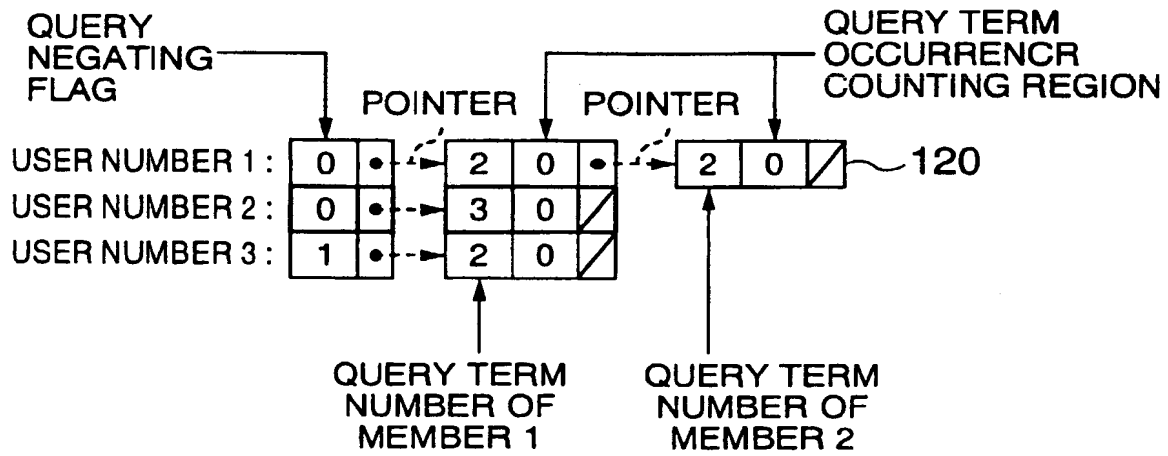 QUERY
NEGATING
FLAG
QUERY TERM
OCCURRENCR
COUNTING REGION
POINTER
POINTER
USER NUMBER 1 : 0 2 0 2 0 120
USER NUMBER 2 : 0 3 0
USER NUMBER 3 : 1 2 0
QUERY TERM
NUMBER OF
MEMBER 1
QUERY TERM
NUMBER OF
MEMBER 2